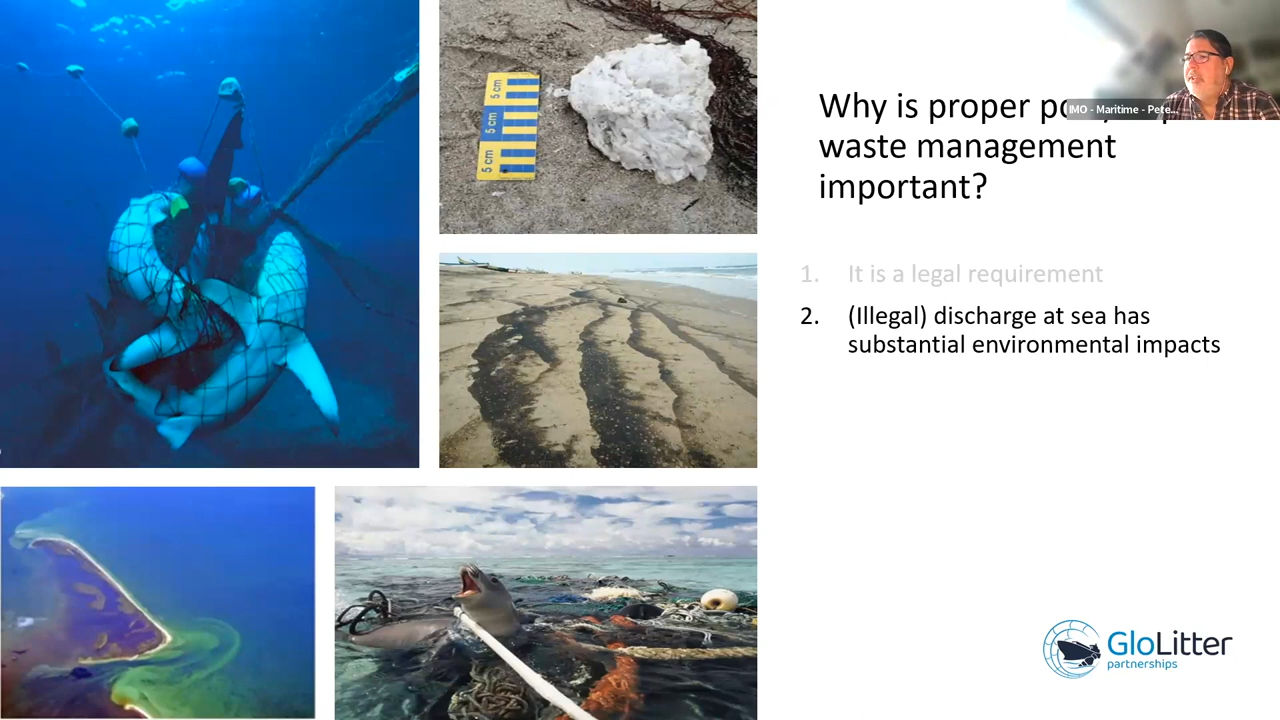 Why is proper
IMO - Maritime - Pete...
waste management
important?
1. It is a legal requirement
2. (Illegal) discharge at sea has
substantial environmental impacts
5 cm
5 cm
5 cm
GloLitter
partnerships